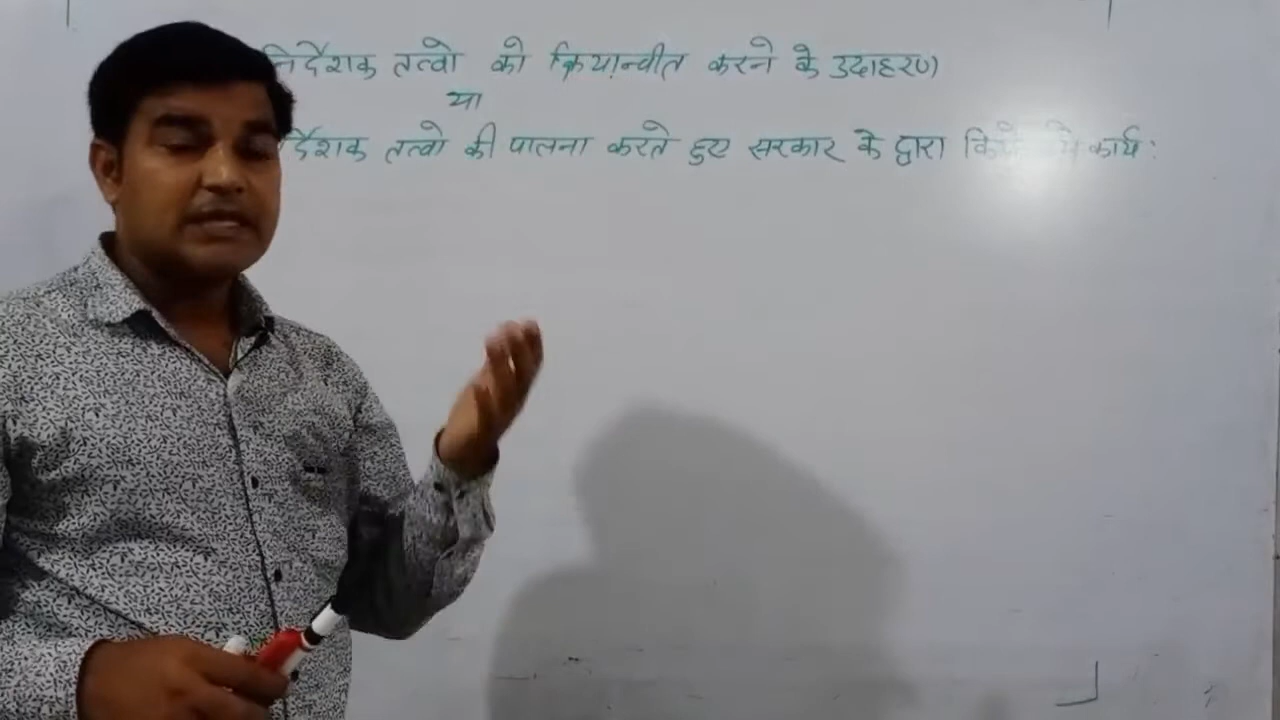 निर्देशक तत्वो को क्रियान्वीत करने के उदाहरण
या
र्देशक तत्वो की पालना करते हुए सरकार के द्वारा कार्य: